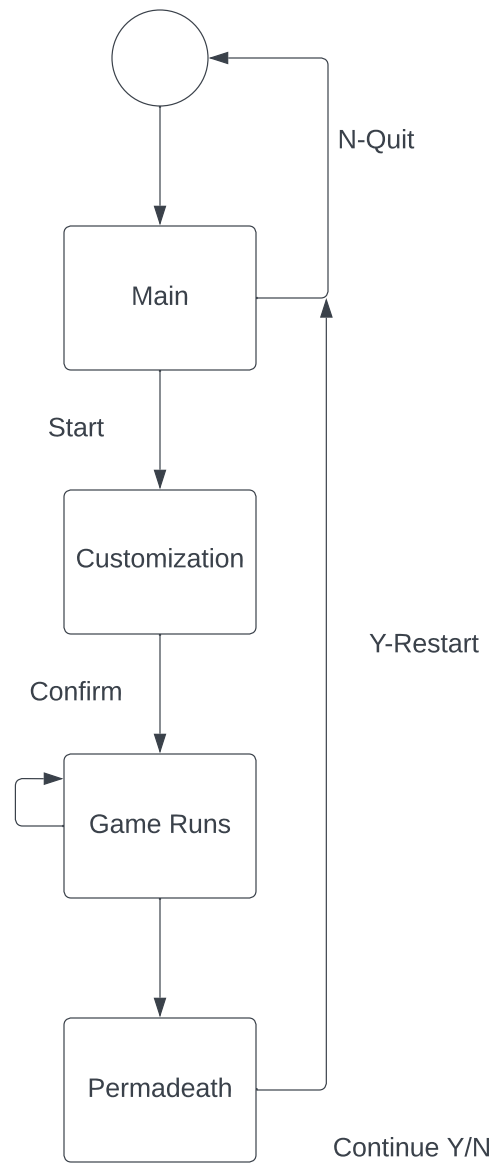 N-Quit
Main
Start
Customization
Y-Restart
Confirm
Game Runs
Permadeath
Continue Y/N